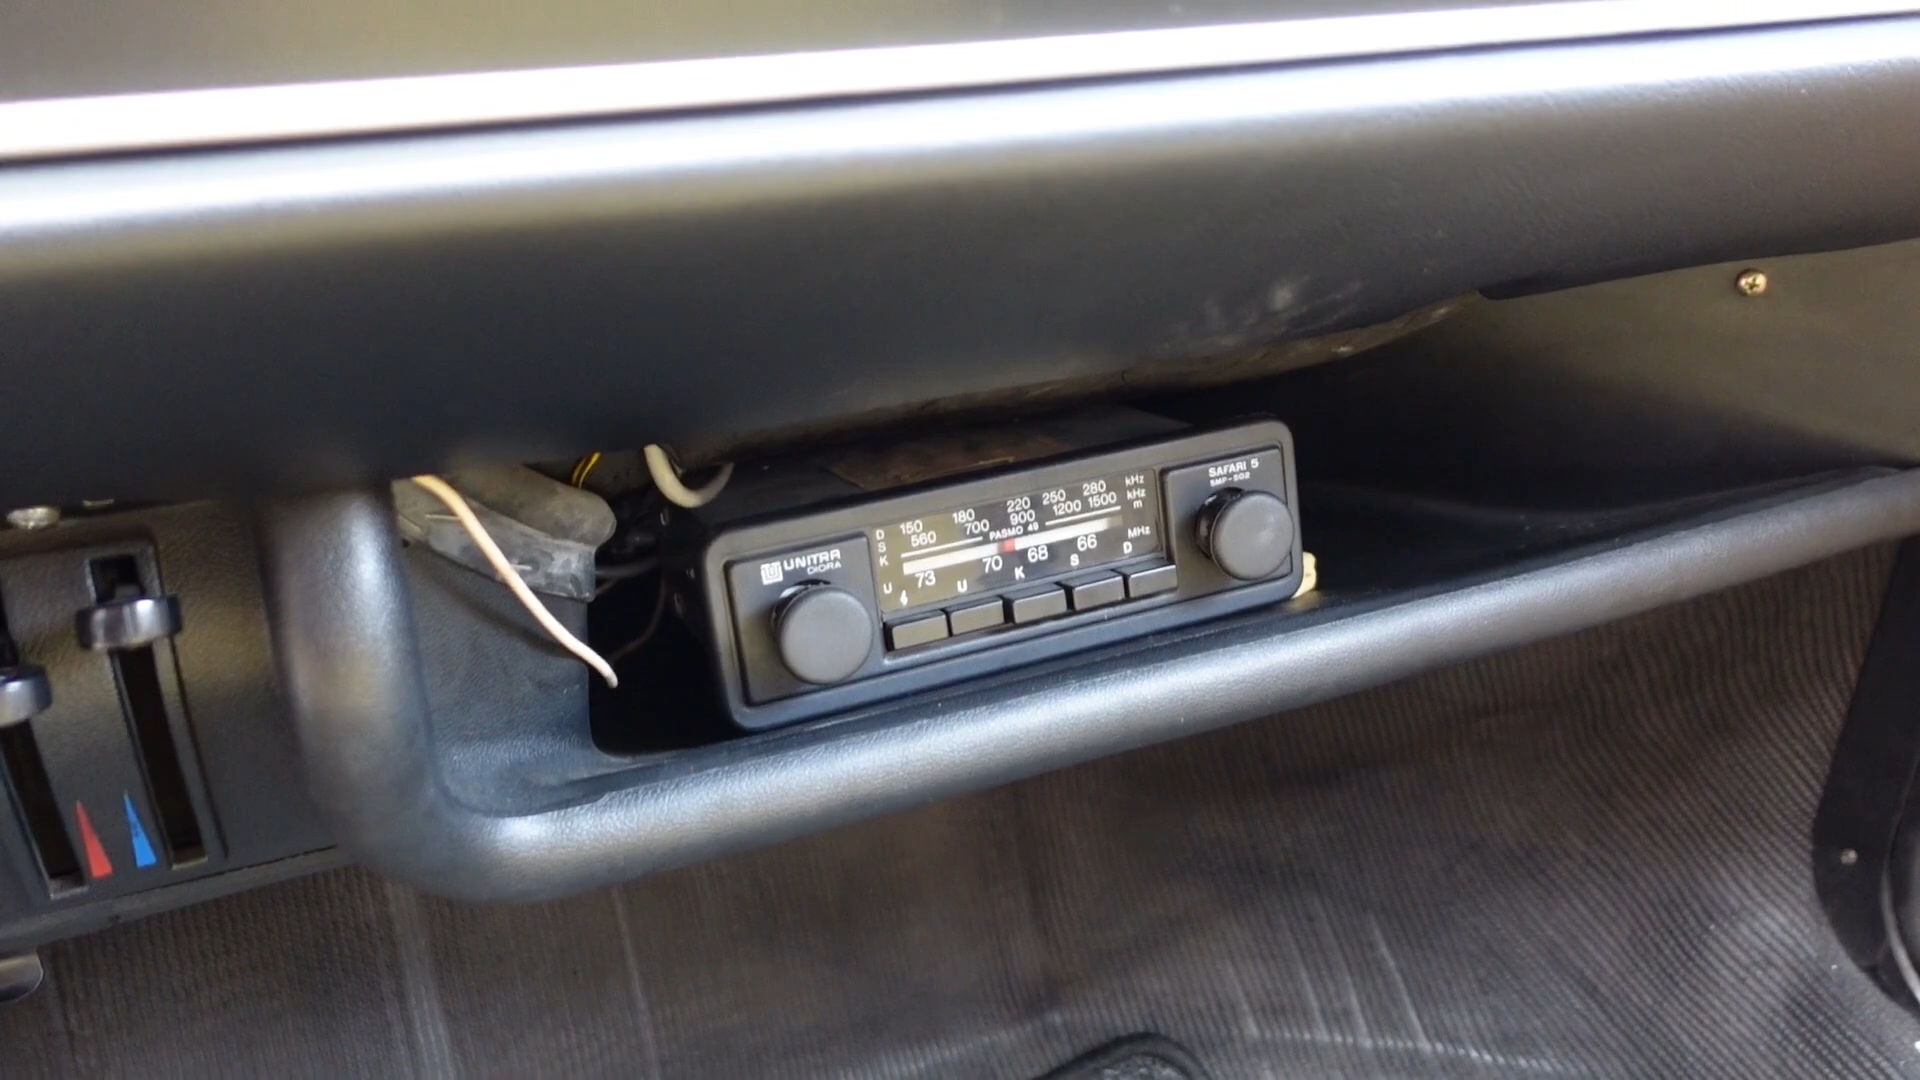 UNITRA
DIORA
D 150 180 220 250 280 kHz
S 560 700 900 1200 1500 kHz
K PASMO 49 m
U 73 70 68 66 MHz
U K S D
SAFARI 5
SMP-502